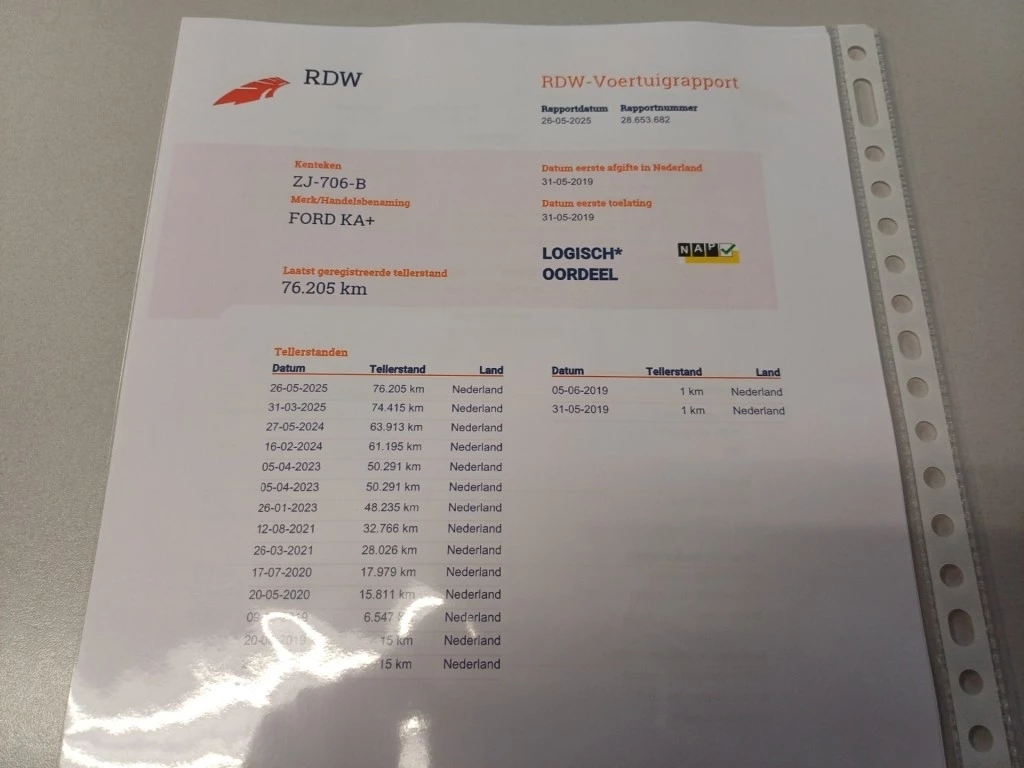 RDW
RDW-Voertuigrapport
Rapportdatum Rapportnummer
26-05-2025 28.653.682
Kenteken
ZJ-706-B
Merk/Handelsbenaming
FORD KA+
Datum eerste afgifte in Nederland
31-05-2019
Datum eerste toelating
31-05-2019
LOGISCH*
OORDEEL
NAP
Laatst geregistreerde tellerstand
76.205 km
Tellerstanden
Datum Tellerstand Land
26-05-2025 76.205 km Nederland
31-03-2025 74.415 km Nederland
27-05-2024 63.913 km Nederland
16-02-2024 61.195 km Nederland
05-04-2023 50.291 km Nederland
05-04-2023 50.291 km Nederland
26-01-2023 48.235 km Nederland
12-08-2021 32.766 km Nederland
26-03-2021 28.026 km Nederland
17-07-2020 17.979 km Nederland
20-05-2020 15.811 km Nederland
6.547 Nederland
15 km Nederland
15 km Nederland
Datum Tellerstand Land
05-06-2019 1 km Nederland
31-05-2019 1 km Nederland